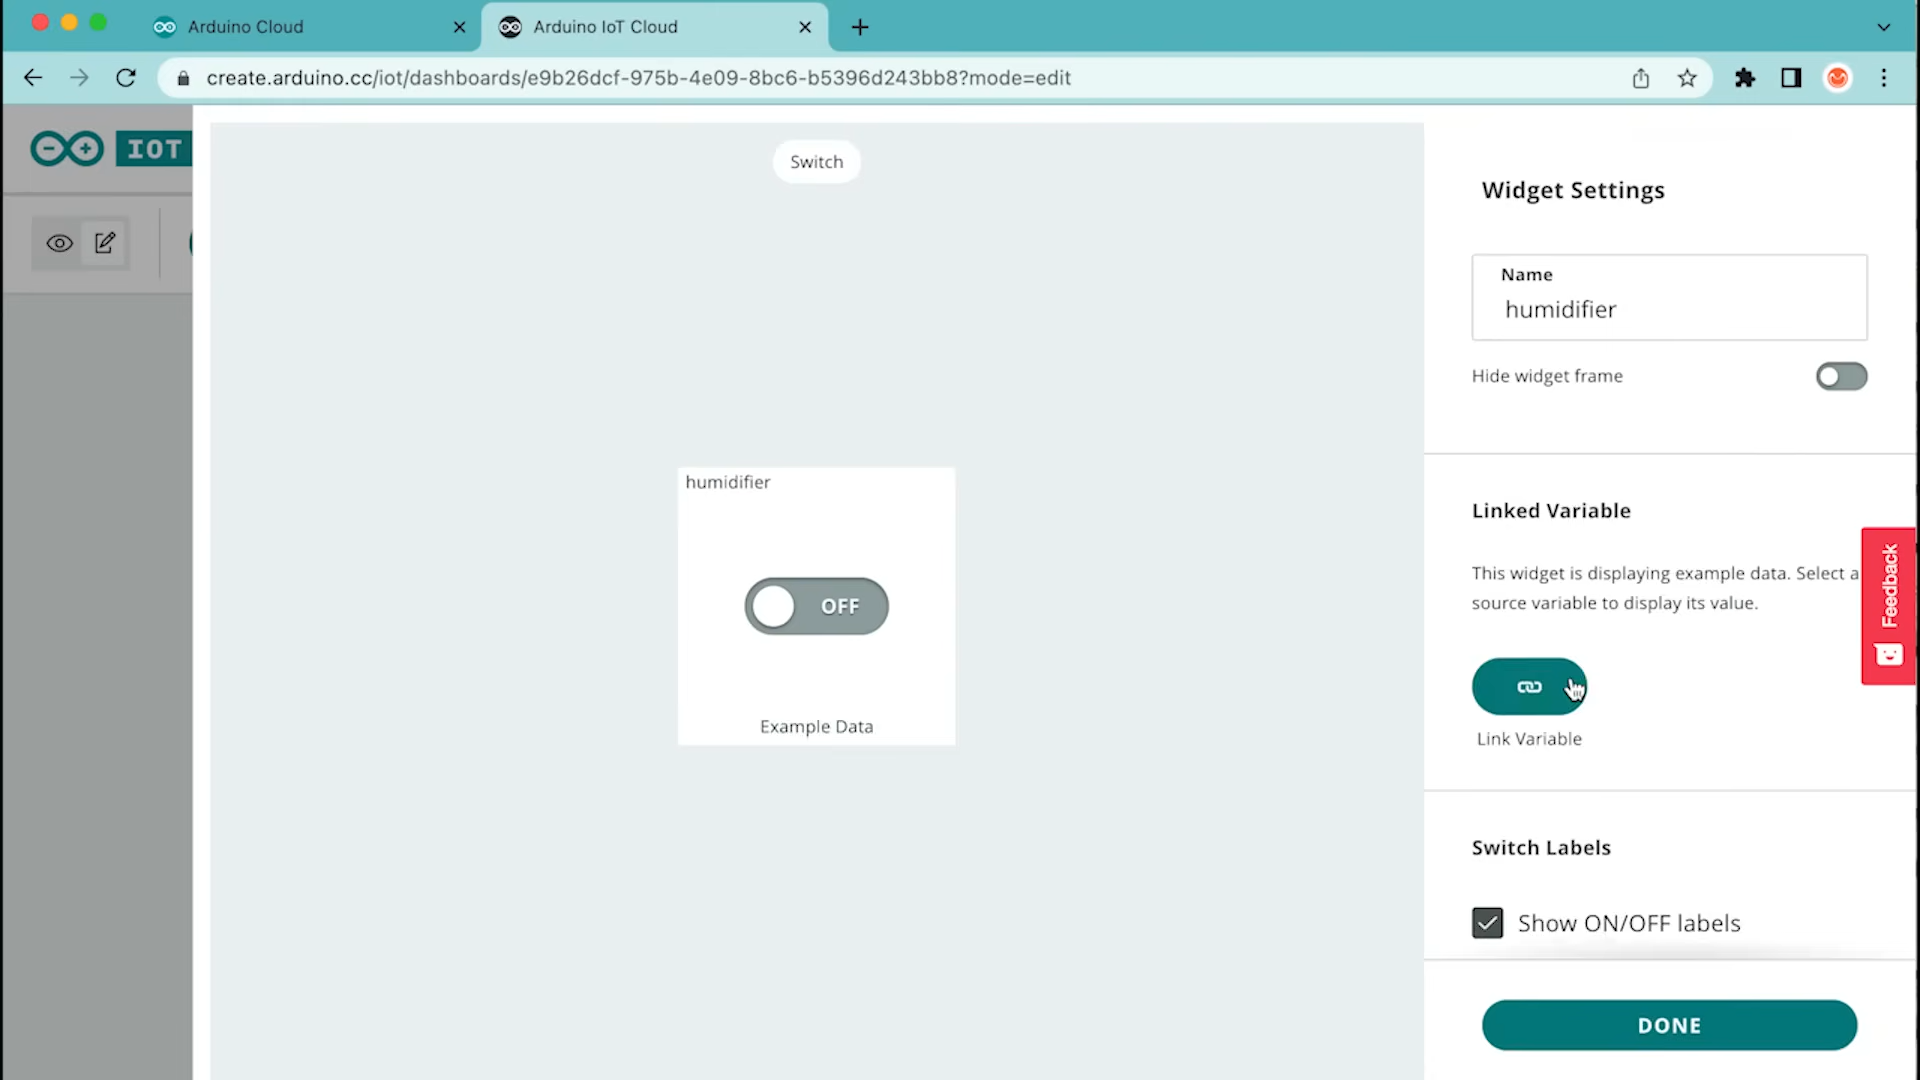 Arduino Cloud
Arduino IoT Cloud
create.arduino.cc/iot/dashboards/e9b26dcf-975b-4e09-8bc6-b5396d243bb8?mode=edit
IOT
Switch
humidifier
OFF
Example Data
Widget Settings
Name
humidifier
Hide widget frame
Linked Variable
This widget is displaying example data. Select a
source variable to display its value.
Link Variable
Feedback
Switch Labels
Show ON/OFF labels
DONE